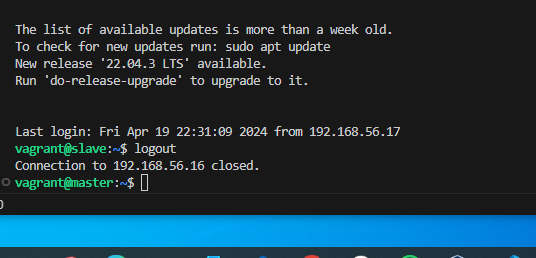 The list of available updates is more than a week old.
To check for new updates run: sudo apt update
New release '22.04.3 LTS' available.
Run 'do-release-upgrade' to upgrade to it.
Last login: Fri Apr 19 22:31:09 2024 from 192.168.56.17
vagrant@slave:~$ logout
Connection to 192.168.56.16 closed.
vagrant@master:~$
0